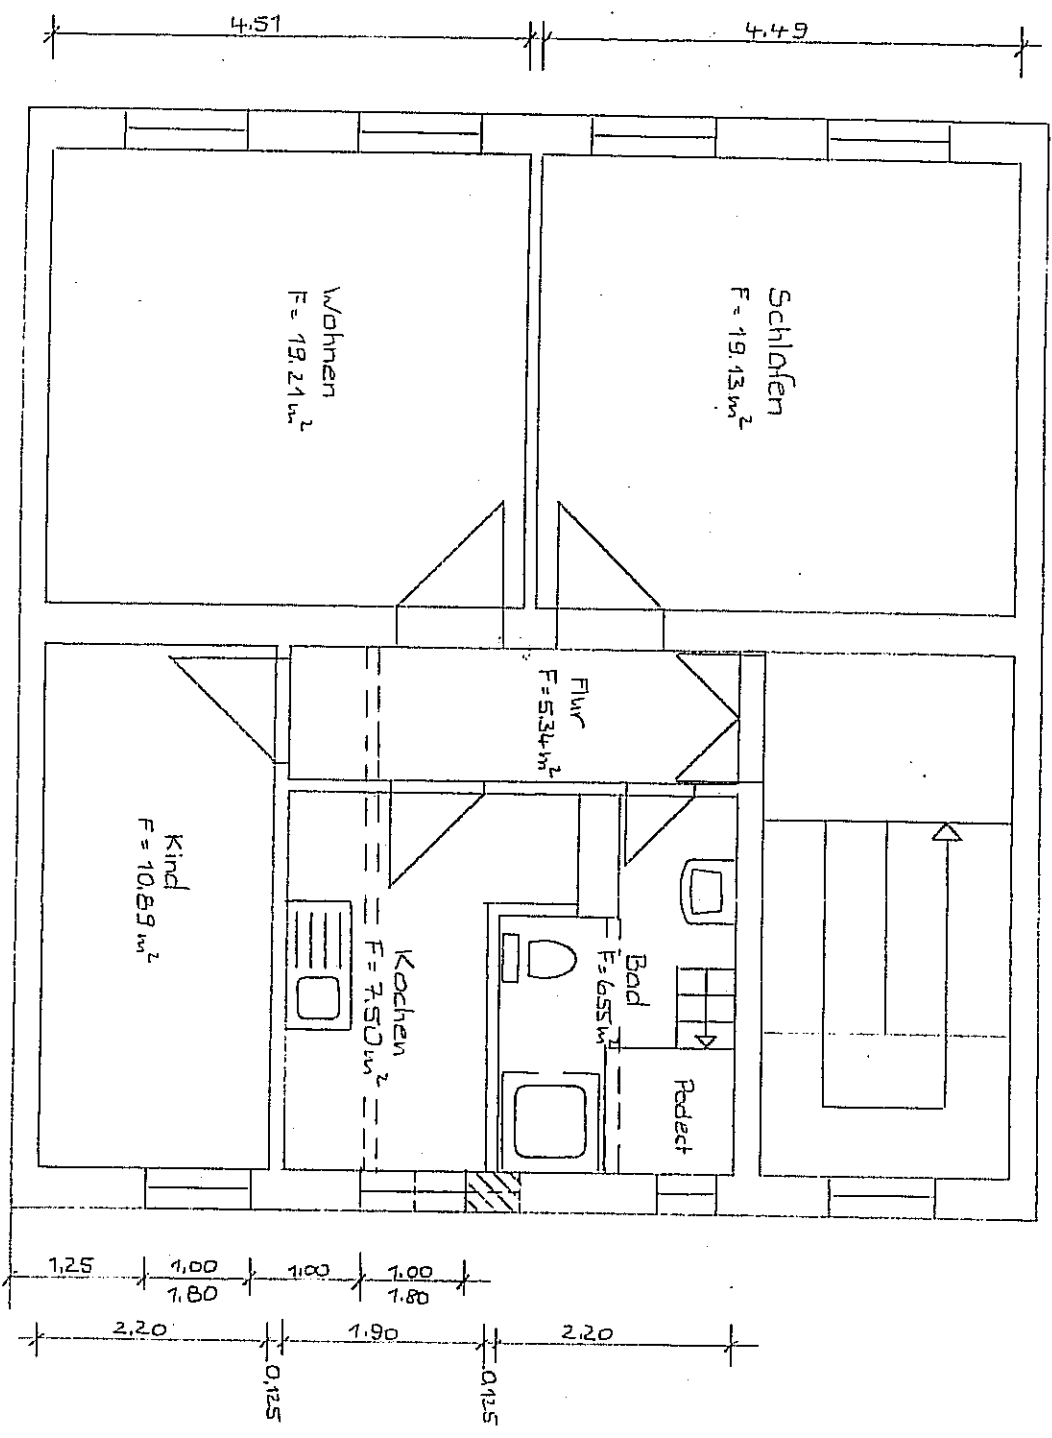 4.51
4.49
Wohnen
F = 19.21 m²
Schlafen
F = 19.13 m²
Flur
F = 5.34 m²
Kind
F = 10.89 m²
Kochen
F = 7.50 m²
Bad
F = 6.55 m²
Podest
1.25
1.00
1.80
1.00
1.00
1.80
2.20
1.90
2.20
0.125
0.125